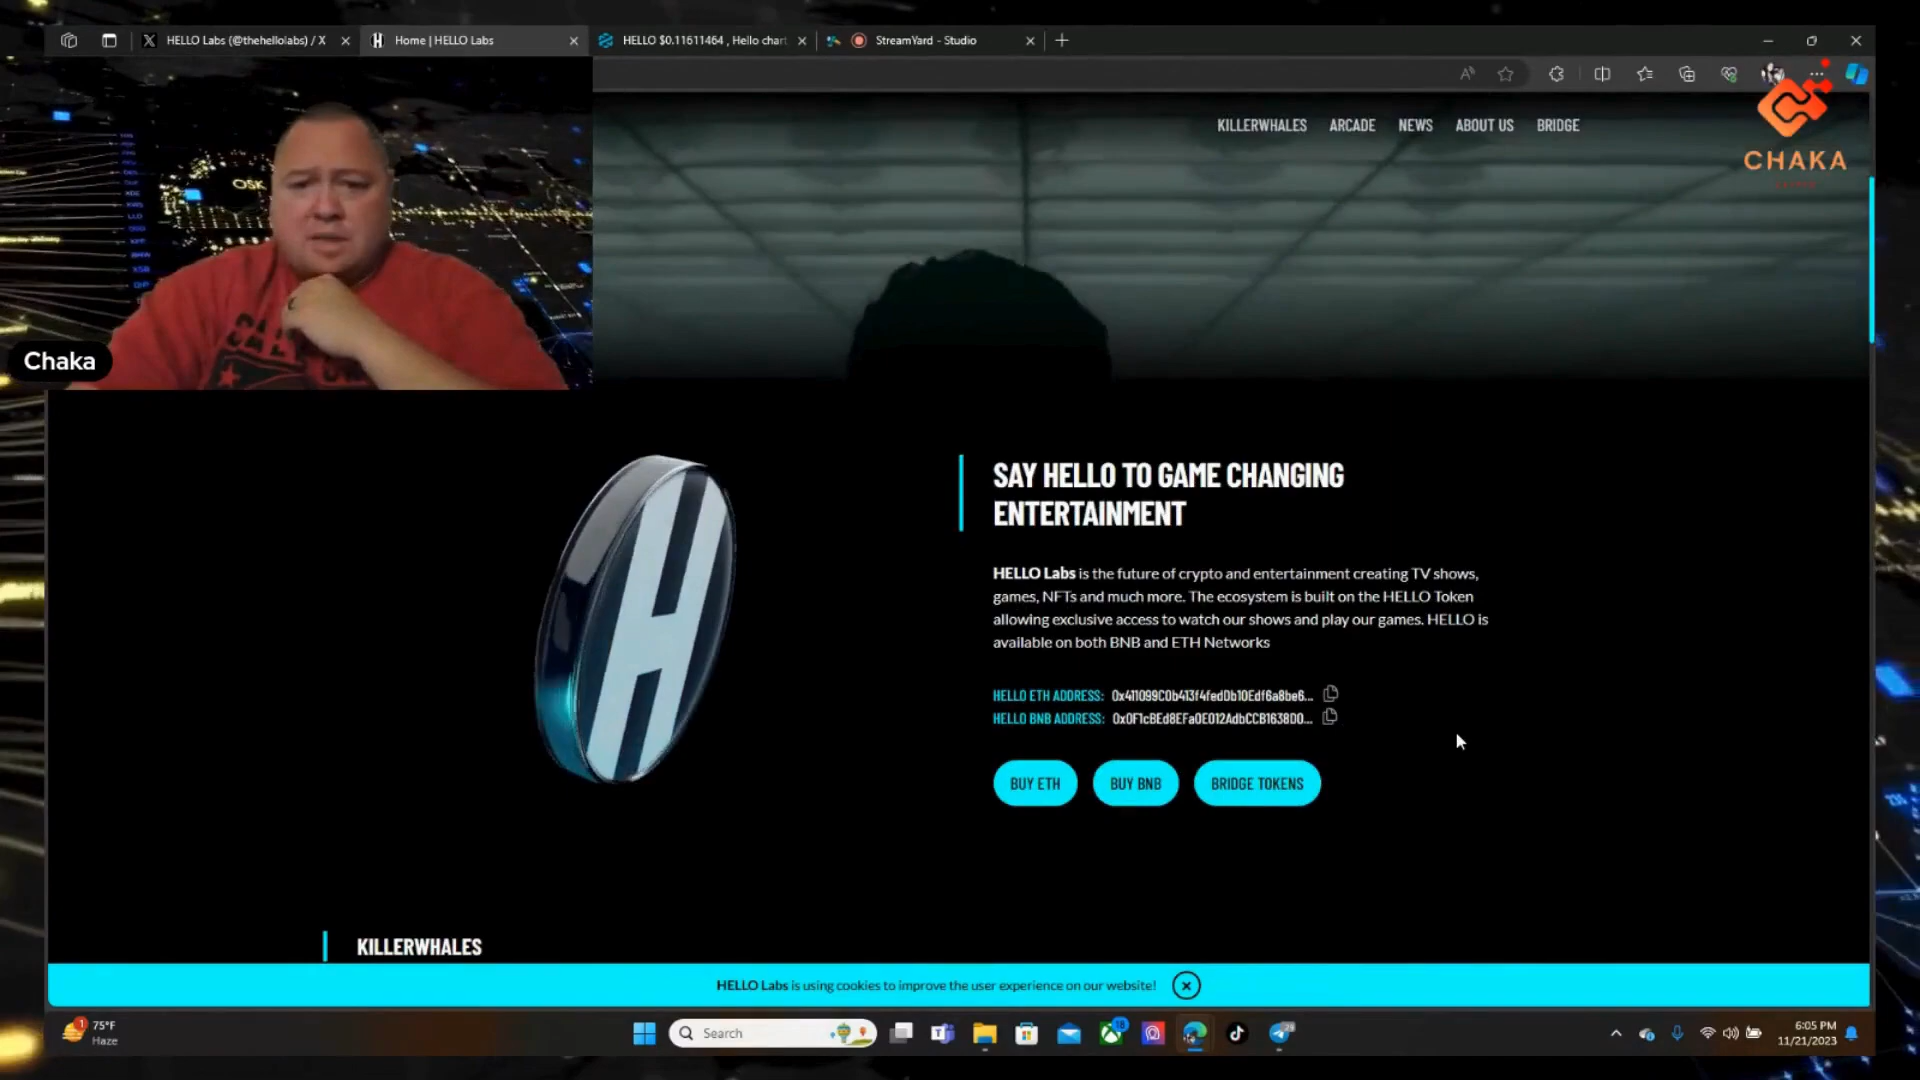 HELLO Labs (@thehellolabs) / X
Home | HELLO Labs
HELLO $0.11611464 , Hello chart
StreamYard - Studio
KILLERWHALES
ARCADE
NEWS
ABOUT US
BRIDGE
CHAKA
OSK
Chaka
SAY HELLO TO GAME CHANGING
ENTERTAINMENT
HELLO Labs is the future of crypto and entertainment creating TV shows,
games, NFTs and much more. The ecosystem is built on the HELLO Token
allowing exclusive access to watch our shows and play our games. HELLO is
available on both BNB and ETH Networks
HELLO ETH ADDRESS: 0x411099C0b413f4fedDb10Edf6a8be6...
HELLO BNB ADDRESS: 0x0F1cBEd8EFa0E012AdbCCB1638D0...
BUY ETH
BUY BNB
BRIDGE TOKENS
KILLERWHALES
HELLO Labs is using cookies to improve the user experience on our website!
75°F
Haze
Search
6:05 PM
11/21/2023